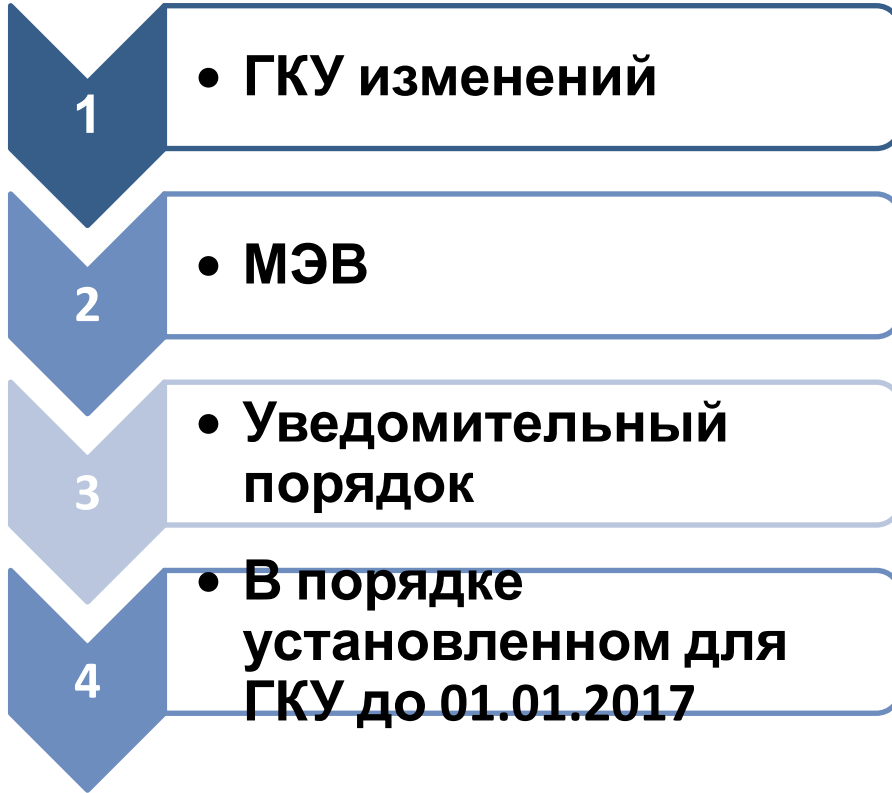 1
• ГКУ изменений
2
• МЭВ
3
• Уведомительный
порядок
4
• В порядке
установленном для
ГКУ до 01.01.2017